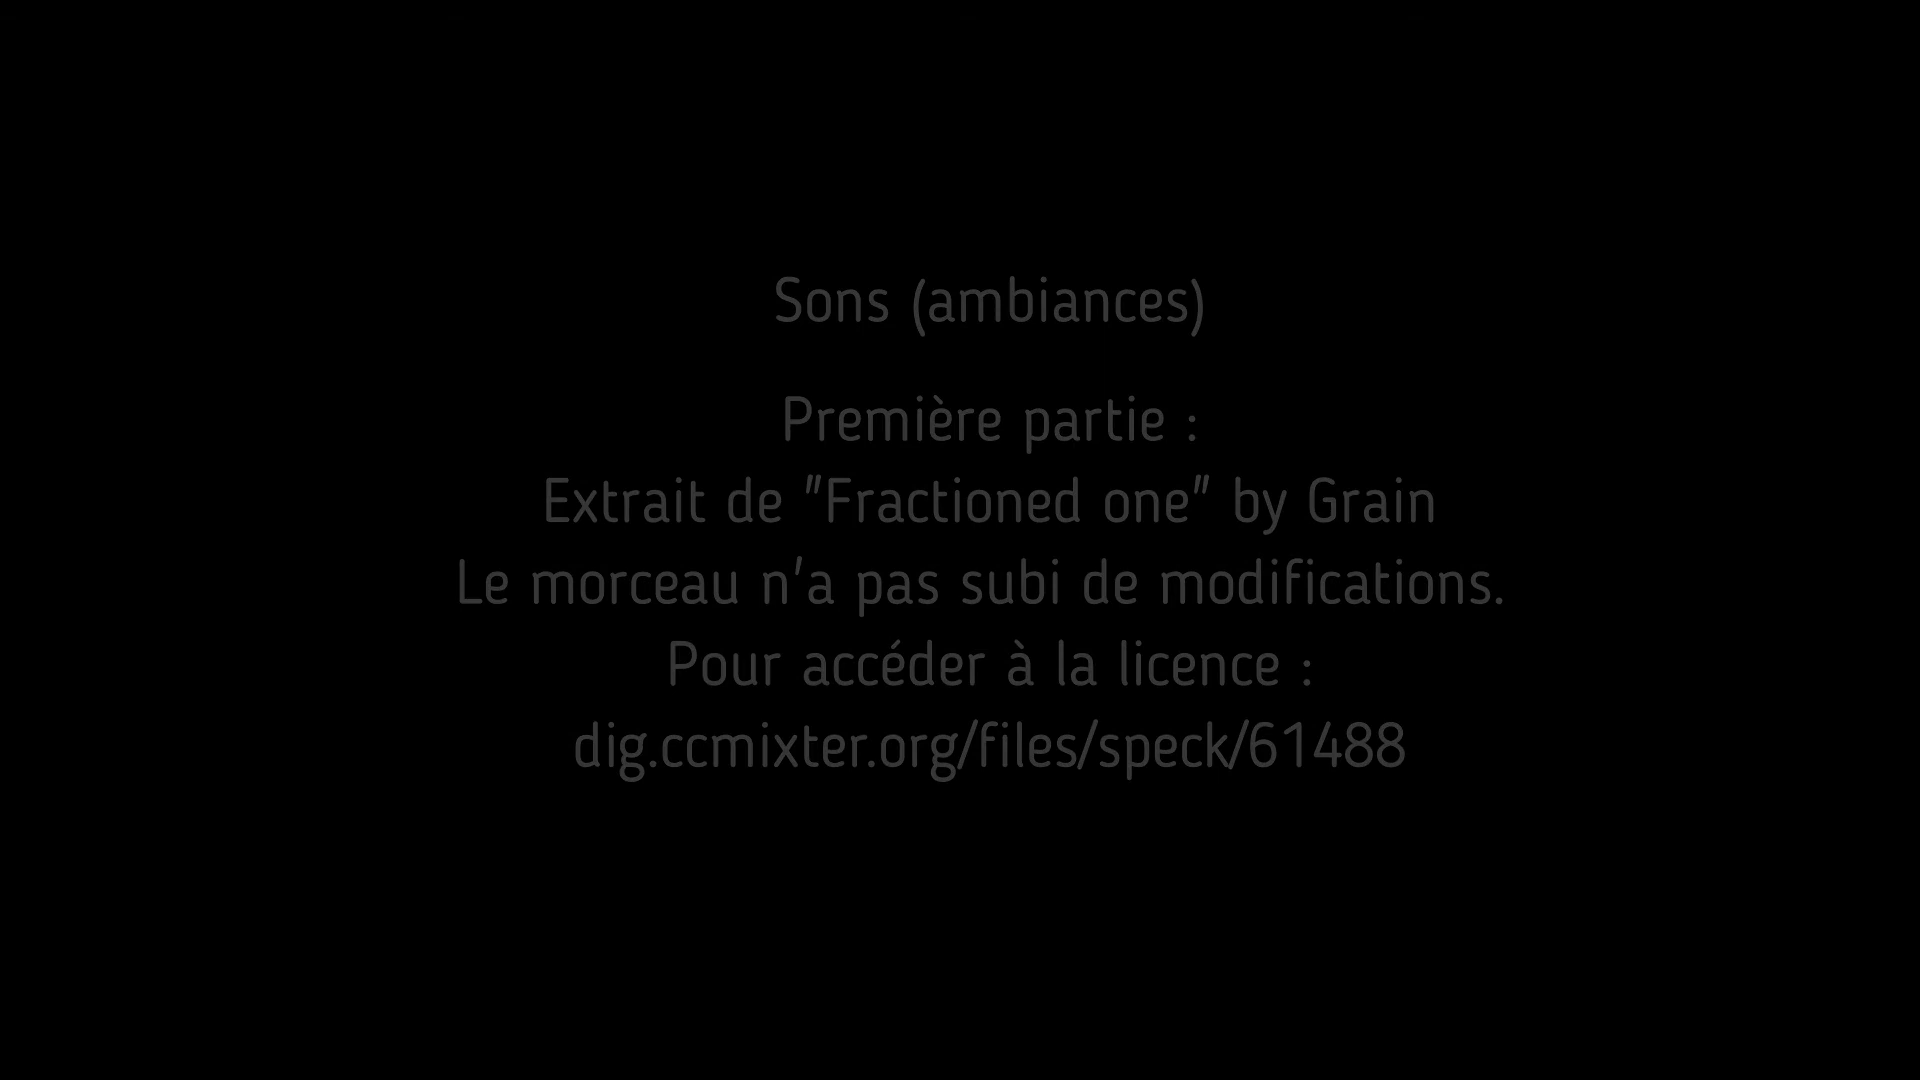 Sons (ambiances)
Première partie :
Extrait de "Fractioned one" by Grain
Le morceau n'a pas subi de modifications.
Pour accéder à la licence :
dig.ccmixter.org/files/speck/61488